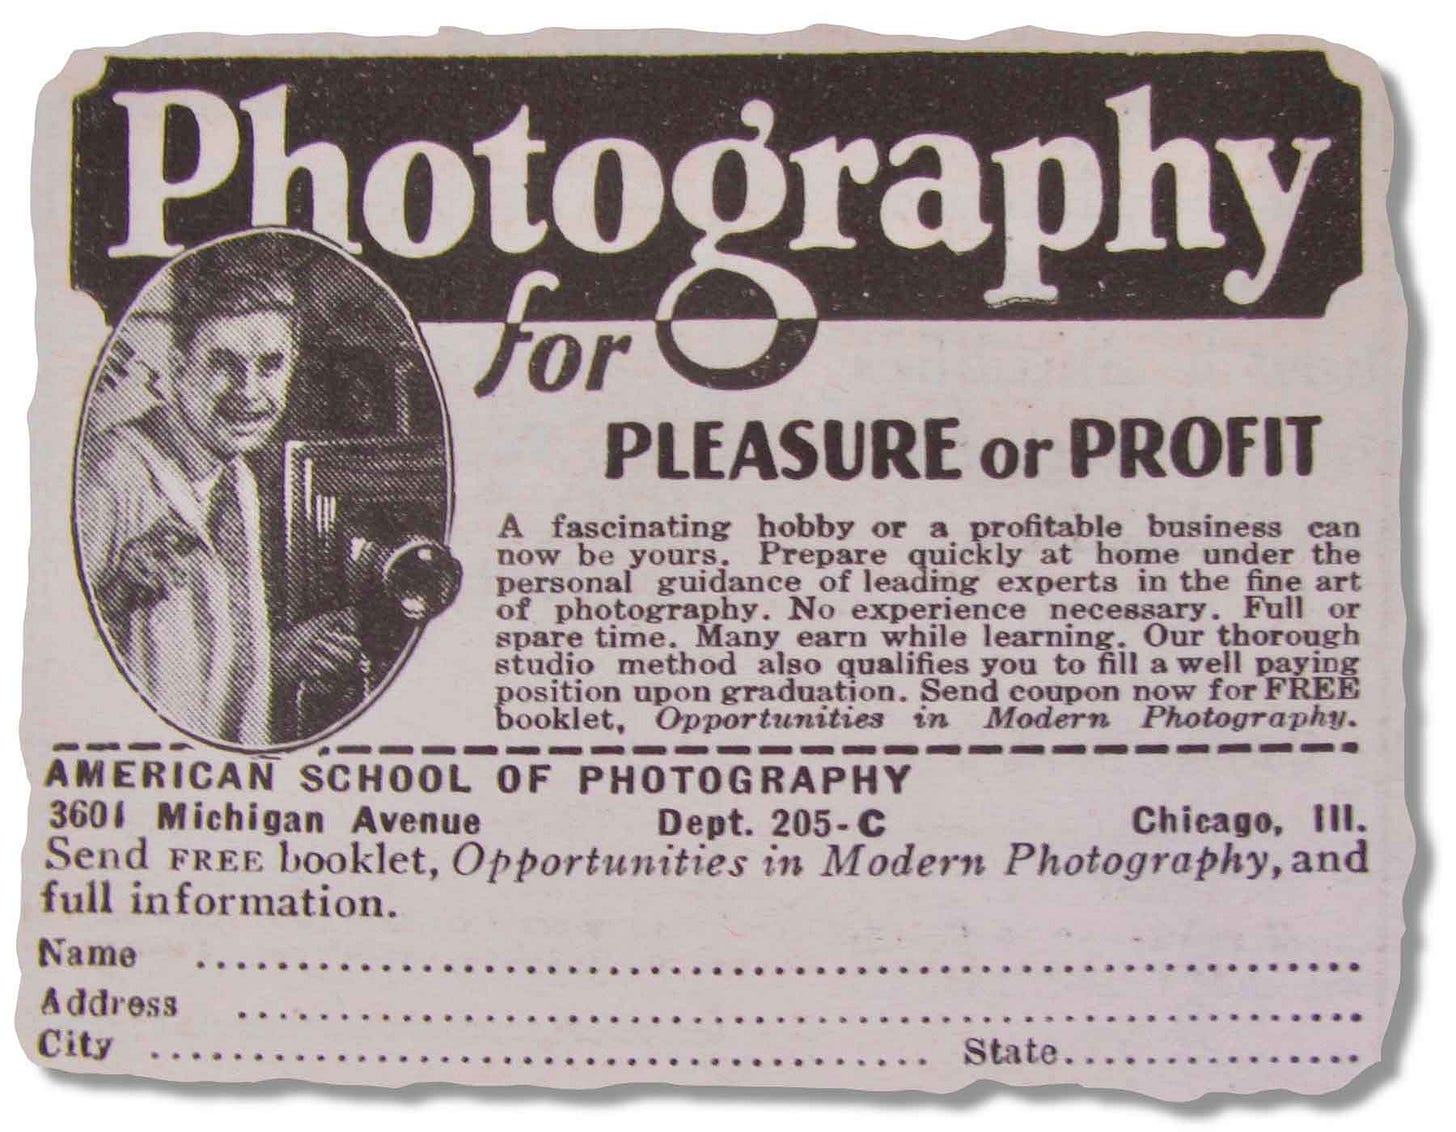 Photography
for
PLEASURE or PROFIT
A fascinating hobby or a profitable business can
now be yours. Prepare quickly at home under the
personal guidance of leading experts in the fine art
of photography. No experience necessary. Full or
spare time. Many earn while learning. Our thorough
studio method also qualifies you to fill a well paying
position upon graduation. Send coupon now for FREE
booklet, Opportunities in Modern Photography.
AMERICAN SCHOOL OF PHOTOGRAPHY
3601 Michigan Avenue Dept. 205-C Chicago, Ill.
Send FREE booklet, Opportunities in Modern Photography, and
full information.
Name
Address
City State